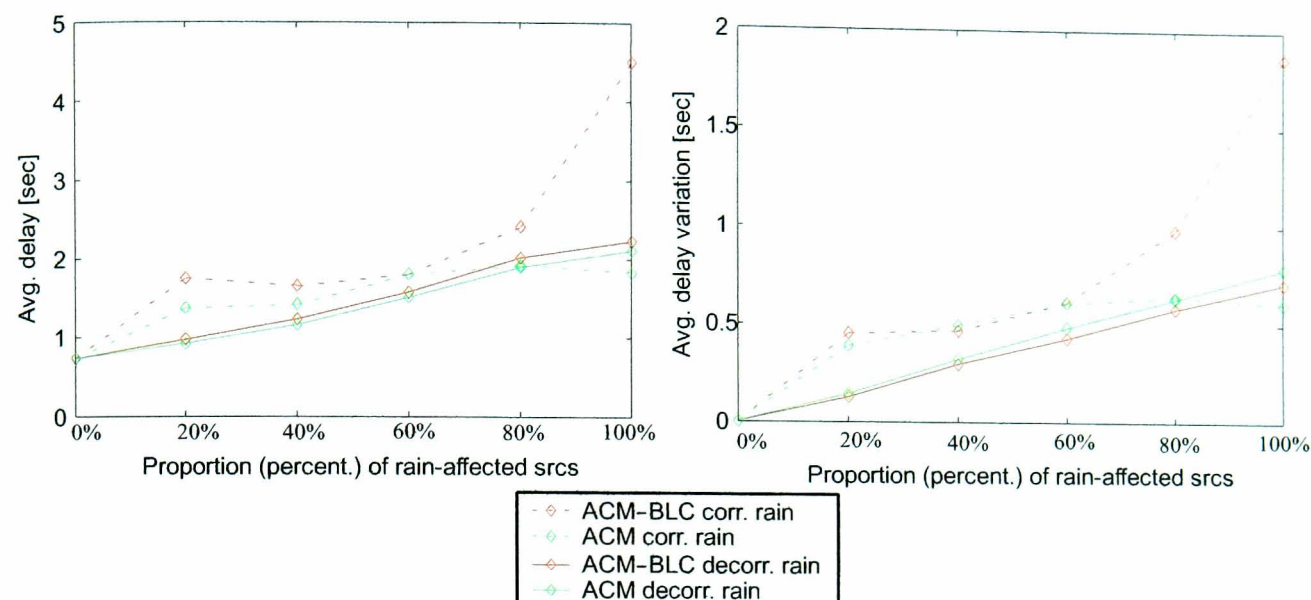 5
4
3
2
1
0
Avg. delay [sec]
0% 20% 40% 60% 80% 100%
Proportion (percent.) of rain-affected srcs
2
1.5
1
0.5
0
Avg. delay variation [sec]
0% 20% 40% 60% 80% 100%
Proportion (percent.) of rain-affected srcs
ACM-BLC corr. rain
ACM corr. rain
ACM-BLC decorr. rain
ACM decorr. rain